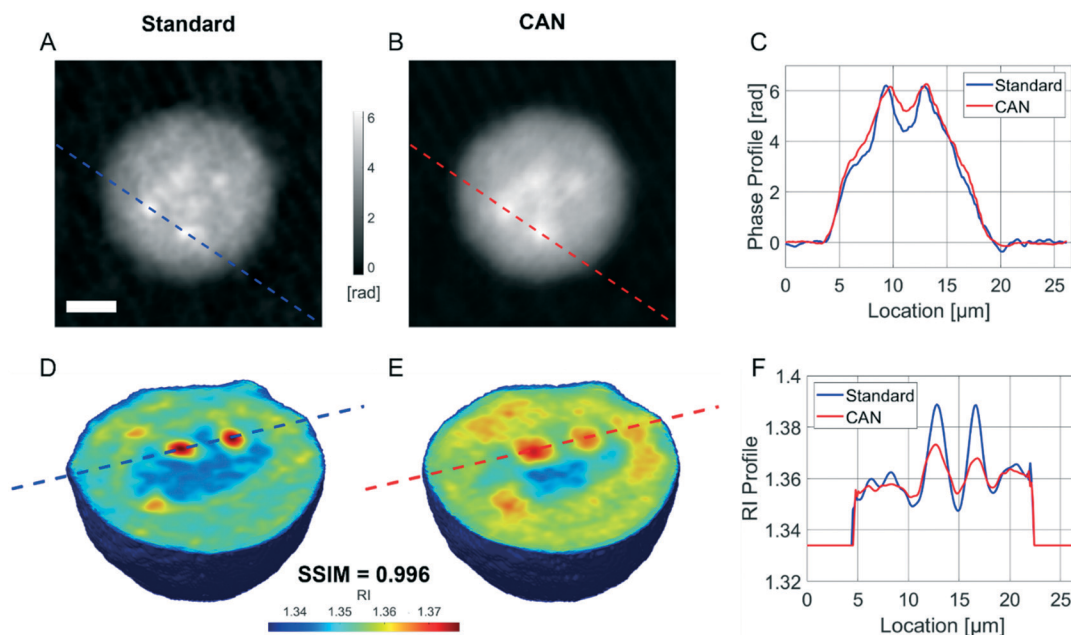 Standard
CAN
A
B
C
6
4
2
0
[rad]
Phase Profile [rad]
6
4
2
0
0 5 10 15 20 25
Location [µm]
Standard
CAN
D
E
F
SSIM = 0.996
RI
1.34 1.35 1.36 1.37
RI Profile
1.4
1.38
1.36
1.34
1.32
0 5 10 15 20 25
Location [µm]
Standard
CAN